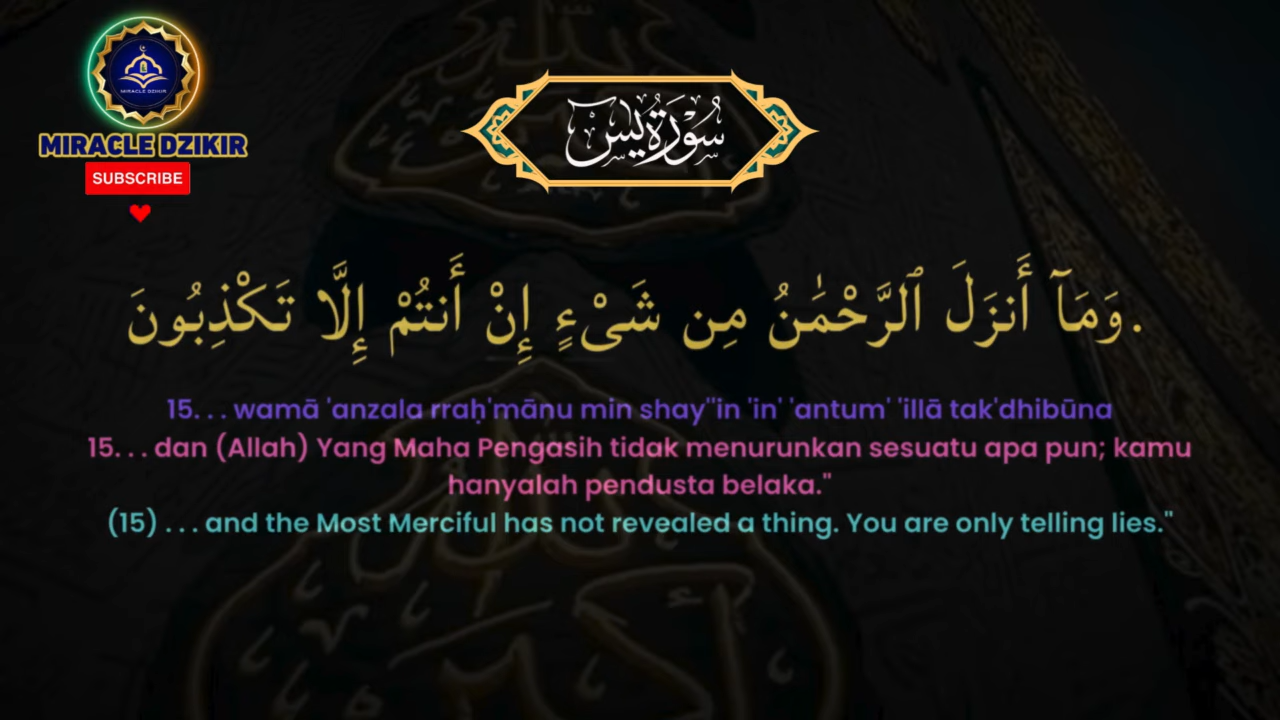 MIRACLE DZIKIR
MIRACLE DZIKIR
SUBSCRIBE
سُوْرَةُ يٰسٓ
وَمَآ أَنزَلَ ٱلرَّحْمَٰنُ مِن شَىْءٍ إِنْ أَنتُمْ إِلَّا تَكْذِبُونَ.
15. . . wamā 'anzala rraḥ'mānu min shay''in 'in' 'antum' 'illā tak'dhibūna
15. . . dan (Allah) Yang Maha Pengasih tidak menurunkan sesuatu apa pun; kamu
hanyalah pendusta belaka."
(15) . . . and the Most Merciful has not revealed a thing. You are only telling lies."